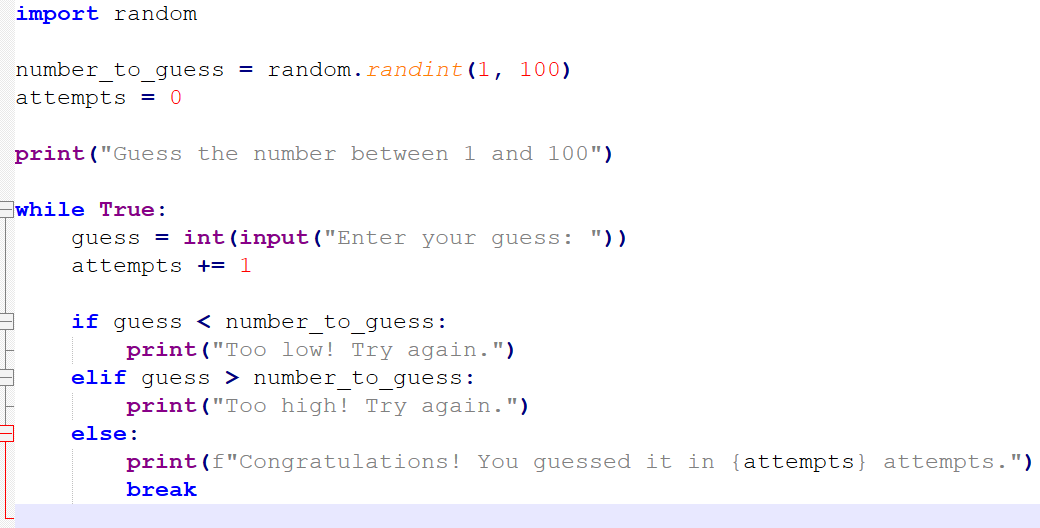 import random

number_to_guess = random.randint(1, 100)
attempts = 0

print("Guess the number between 1 and 100")

while True:
    guess = int(input("Enter your guess: "))
    attempts += 1

    if guess < number_to_guess:
        print("Too low! Try again.")
    elif guess > number_to_guess:
        print("Too high! Try again.")
    else:
        print(f"Congratulations! You guessed it in {attempts} attempts.")
        break